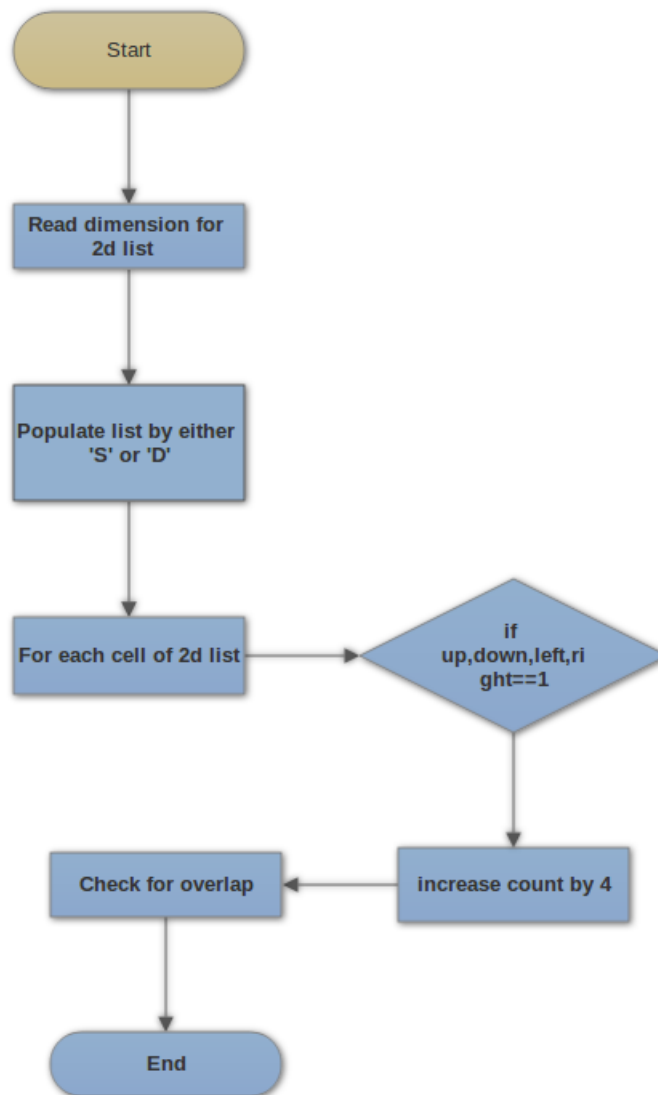 Start
Read dimension for
2d list
Populate list by either
'S' or 'D'
For each cell of 2d list
if
up,down,left,ri
ght==1
increase count by 4
Check for overlap
End